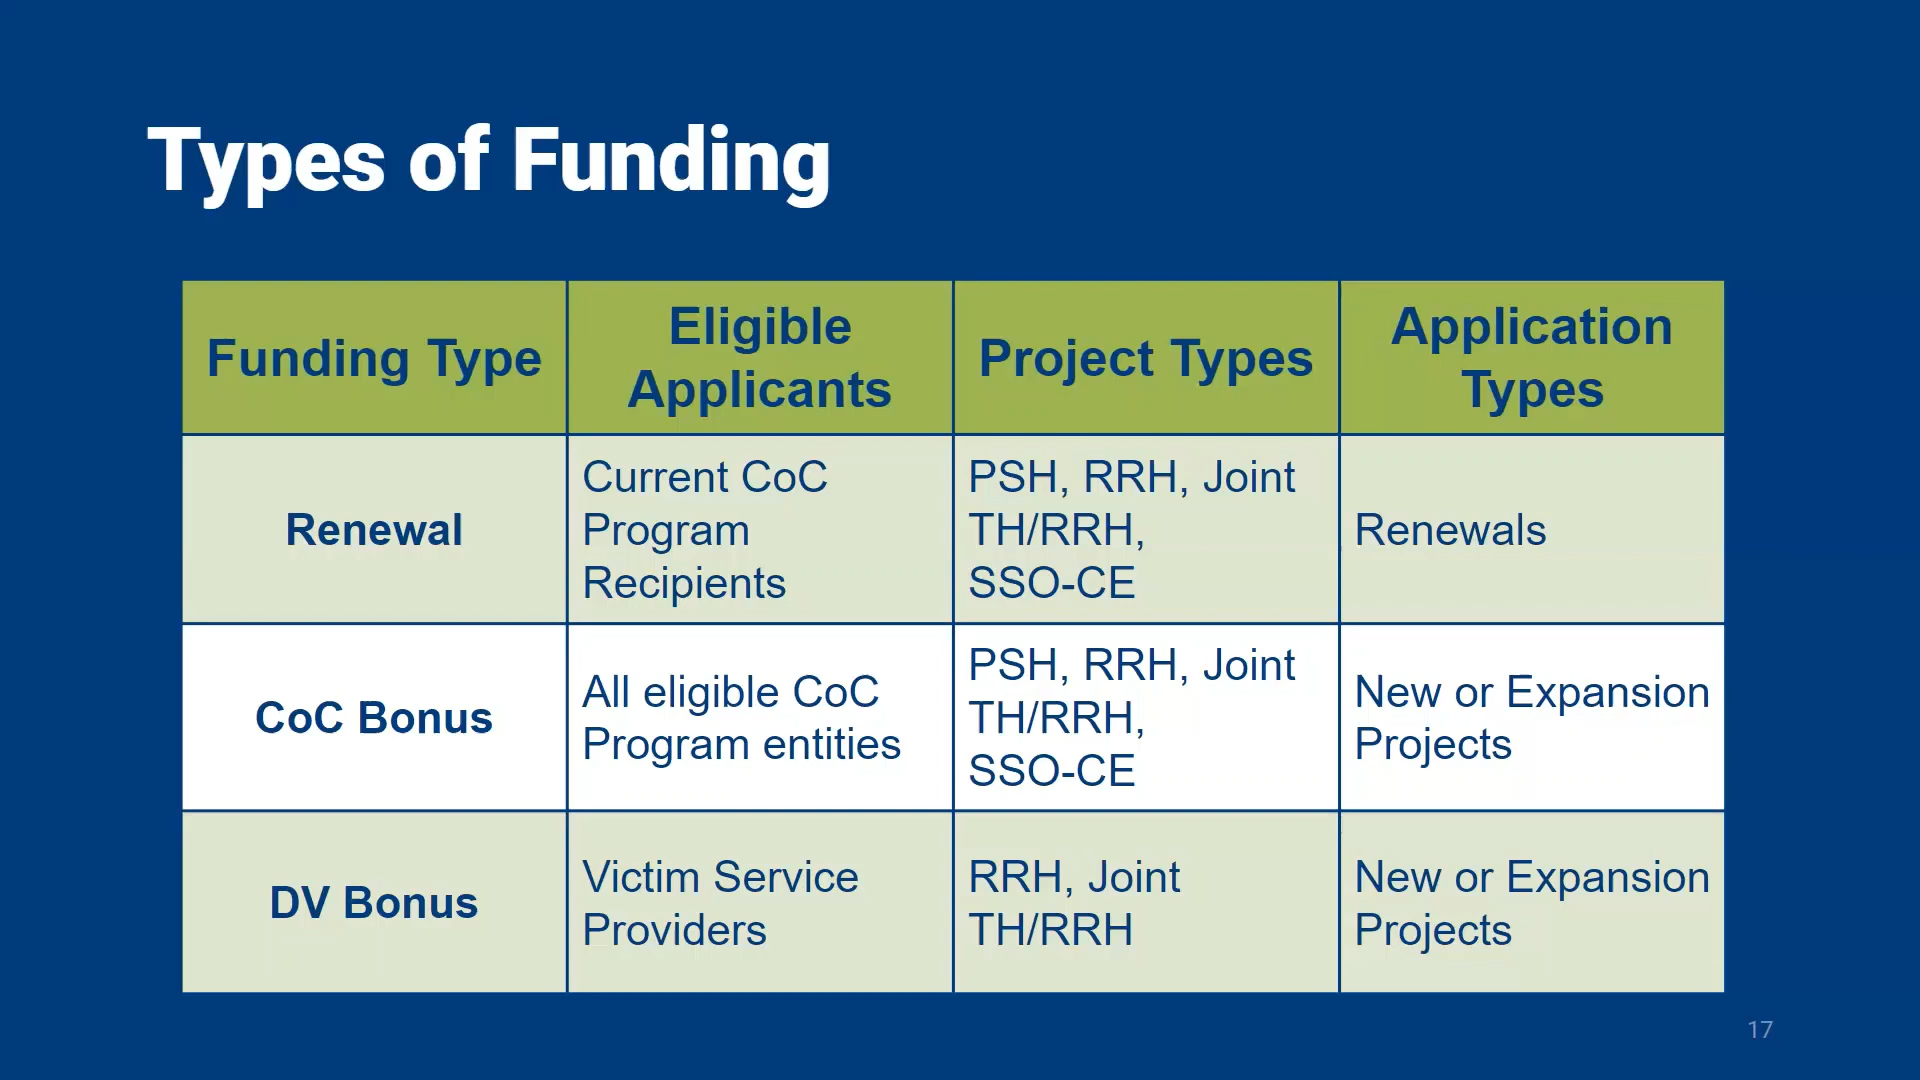 Types of Funding
Funding Type
Eligible
Applicants
Project Types
Application
Types
Renewal
Current CoC
Program
Recipients
PSH, RRH, Joint
TH/RRH,
SSO-CE
Renewals
CoC Bonus
All eligible CoC
Program entities
PSH, RRH, Joint
TH/RRH,
SSO-CE
New or Expansion
Projects
DV Bonus
Victim Service
Providers
RRH, Joint
TH/RRH
New or Expansion
Projects
17